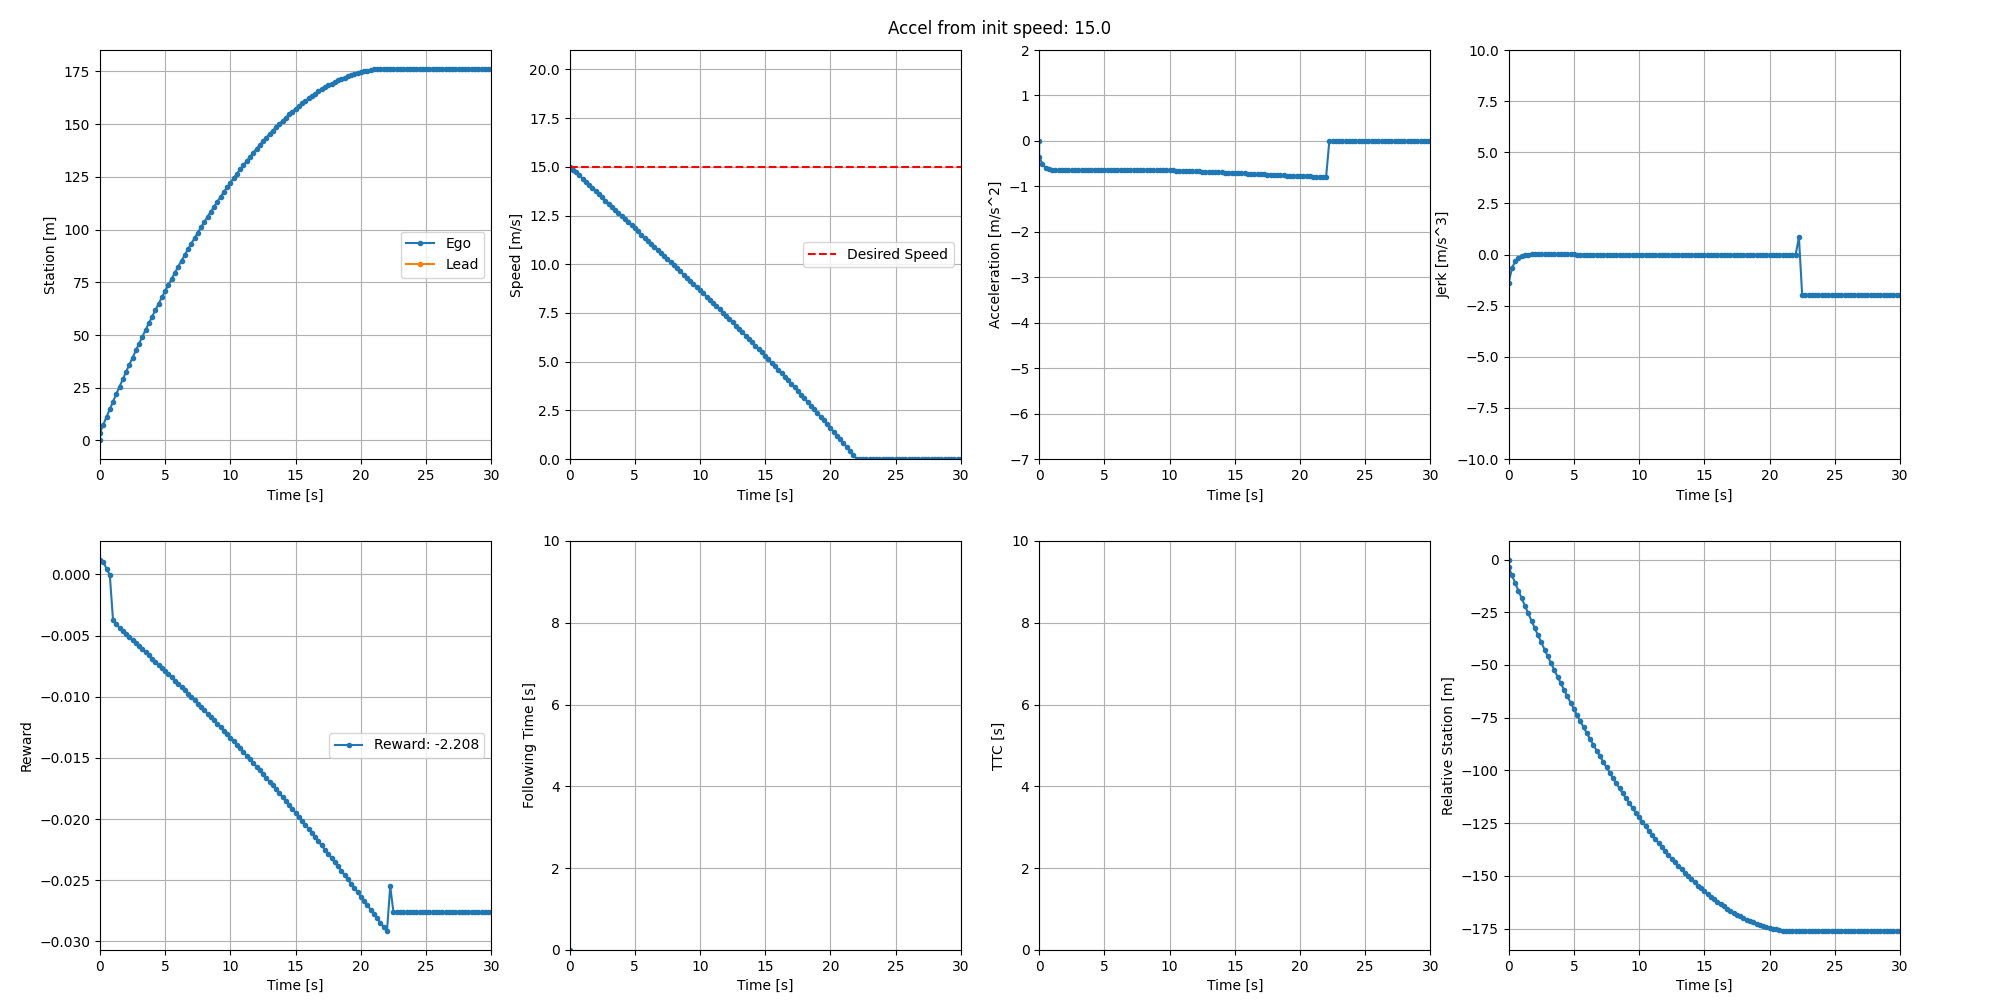 Accel from init speed: 15.0
Station [m]
175
150
125
100
75
50
25
0
Ego
Lead
0 5 10 15 20 25 30
Time [s]
Speed [m/s]
20.0
17.5
15.0
12.5
10.0
7.5
5.0
2.5
0.0
Desired Speed
0 5 10 15 20 25 30
Time [s]
Acceleration [m/s^2]
2
1
0
−1
−2
−3
−4
−5
−6
−7
0 5 10 15 20 25 30
Time [s]
Jerk [m/s^3]
10.0
7.5
5.0
2.5
0.0
−2.5
−5.0
−7.5
−10.0
0 5 10 15 20 25 30
Time [s]
Reward
0.000
−0.005
−0.010
−0.015
−0.020
−0.025
−0.030
Reward: -2.208
0 5 10 15 20 25 30
Time [s]
Following Time [s]
10
8
6
4
2
0
0 5 10 15 20 25 30
Time [s]
TTC [s]
10
8
6
4
2
0
0 5 10 15 20 25 30
Time [s]
Relative Station [m]
0
−25
−50
−75
−100
−125
−150
−175
0 5 10 15 20 25 30
Time [s]